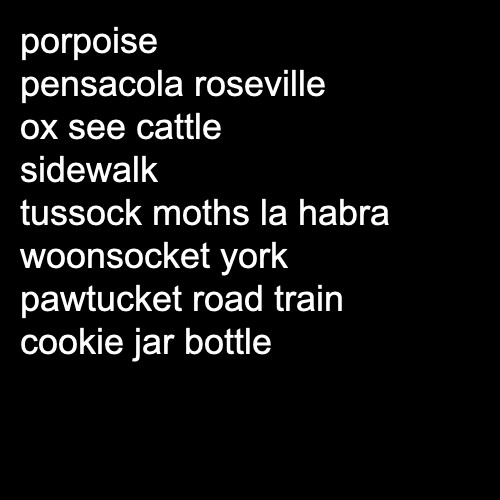 porpoise
pensacola roseville
ox see cattle
sidewalk
tussock moths la habra
woonsocket york
pawtucket road train
cookie jar bottle